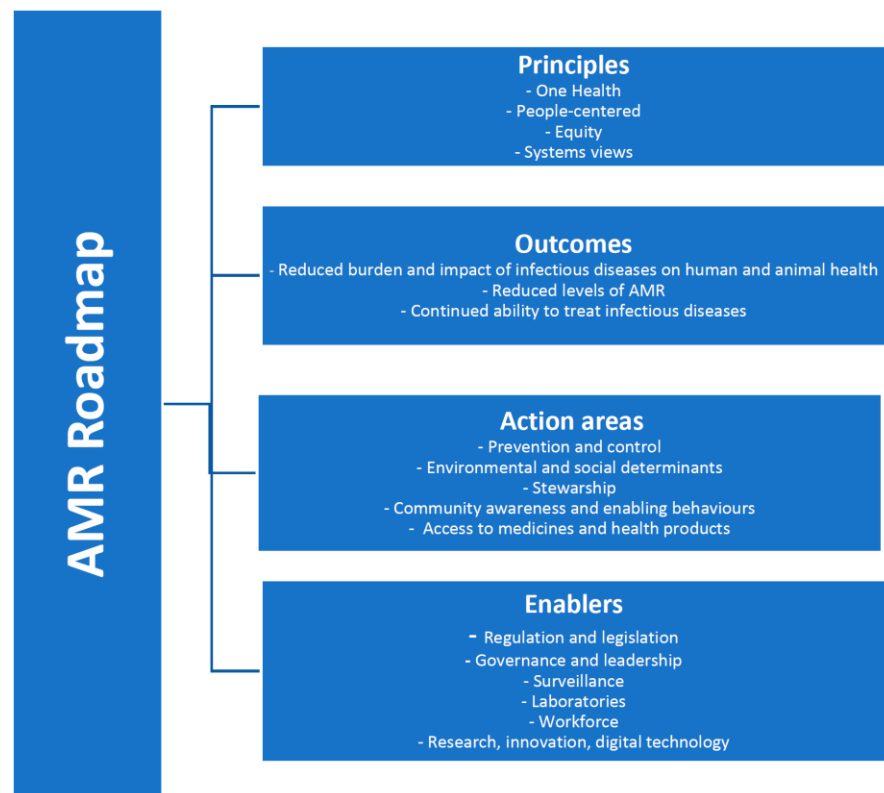 AMR Roadmap
Principles
- One Health
- People-centered
- Equity
- Systems views
Outcomes
- Reduced burden and impact of infectious diseases on human and animal health
- Reduced levels of AMR
- Continued ability to treat infectious diseases
Action areas
- Prevention and control
- Environmental and social determinants
- Stewarship
- Community awareness and enabling behaviours
- Access to medicines and health products
Enablers
- Regulation and legislation
- Governance and leadership
- Surveillance
- Laboratories
- Workforce
- Research, innovation, digital technology